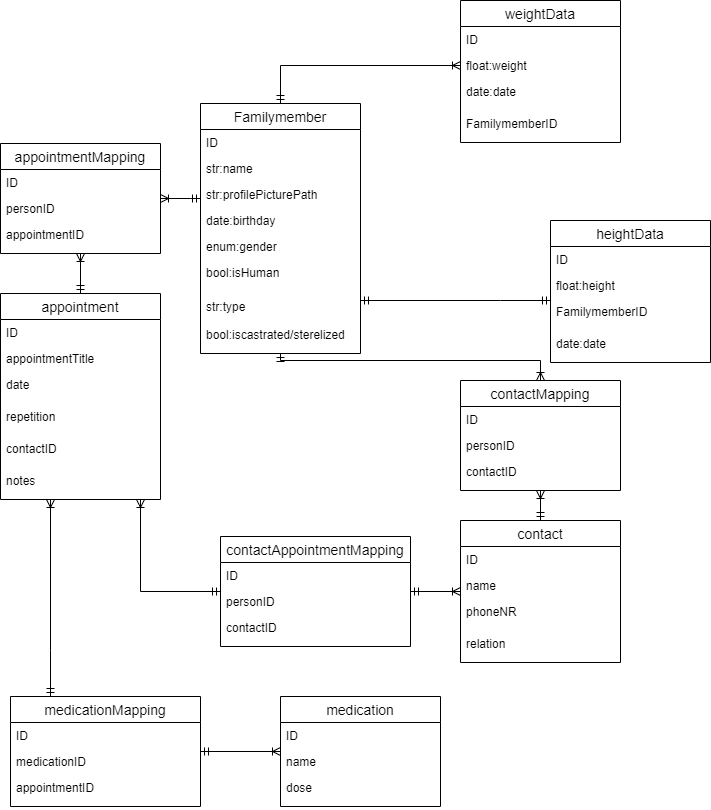 weightData
ID
float:weight
date:date
FamilymemberID
Familymember
ID
str:name
str:profilePicturePath
date:birthday
enum:gender
bool:isHuman
str:type
bool:iscastrated/sterelized
appointmentMapping
ID
personID
appointmentID
heightData
ID
float:height
FamilymemberID
date:date
appointment
ID
appointmentTitle
date
repetition
contactID
notes
contactMapping
ID
personID
contactID
contactAppointmentMapping
ID
personID
contactID
contact
ID
name
phoneNR
relation
medicationMapping
ID
medicationID
appointmentID
medication
ID
name
dose